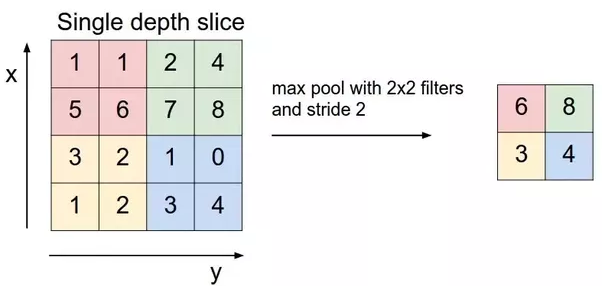 Single depth slice
x
1 1 2 4
5 6 7 8
3 2 1 0
1 2 3 4
y
max pool with 2x2 filters
and stride 2
6 8
3 4